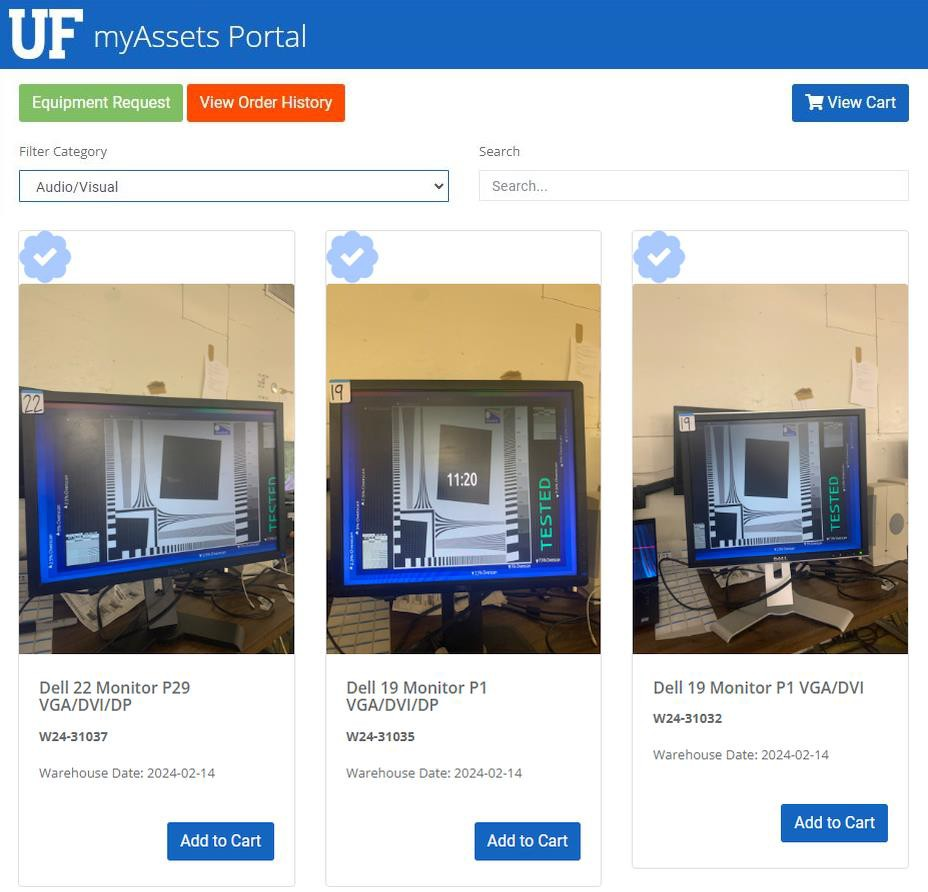 UF myAssets Portal
Equipment Request
View Order History
View Cart
Filter Category
Search
Audio/Visual
Search...
22
TESTED
19
11:20
TESTED
19
TESTED
DELL
Dell 22 Monitor P29
VGA/DVI/DP
W24-31037
Warehouse Date: 2024-02-14
Add to Cart
Dell 19 Monitor P1
VGA/DVI/DP
W24-31035
Warehouse Date: 2024-02-14
Add to Cart
Dell 19 Monitor P1 VGA/DVI
W24-31032
Warehouse Date: 2024-02-14
Add to Cart